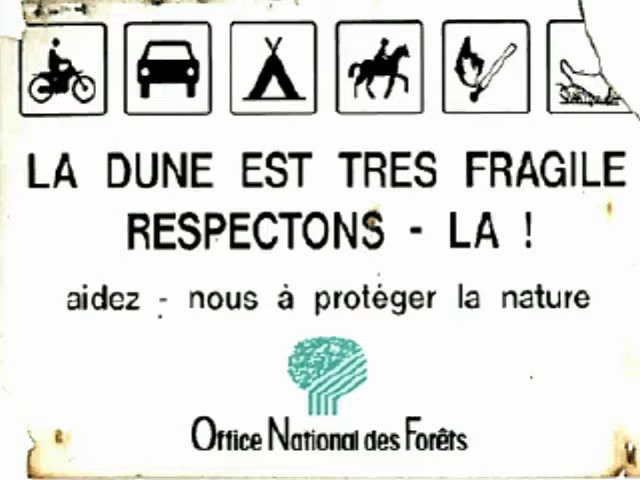 LA DUNE EST TRES FRAGILE
RESPECTONS - LA !
aidez - nous à protéger la nature
Office National des Forêts